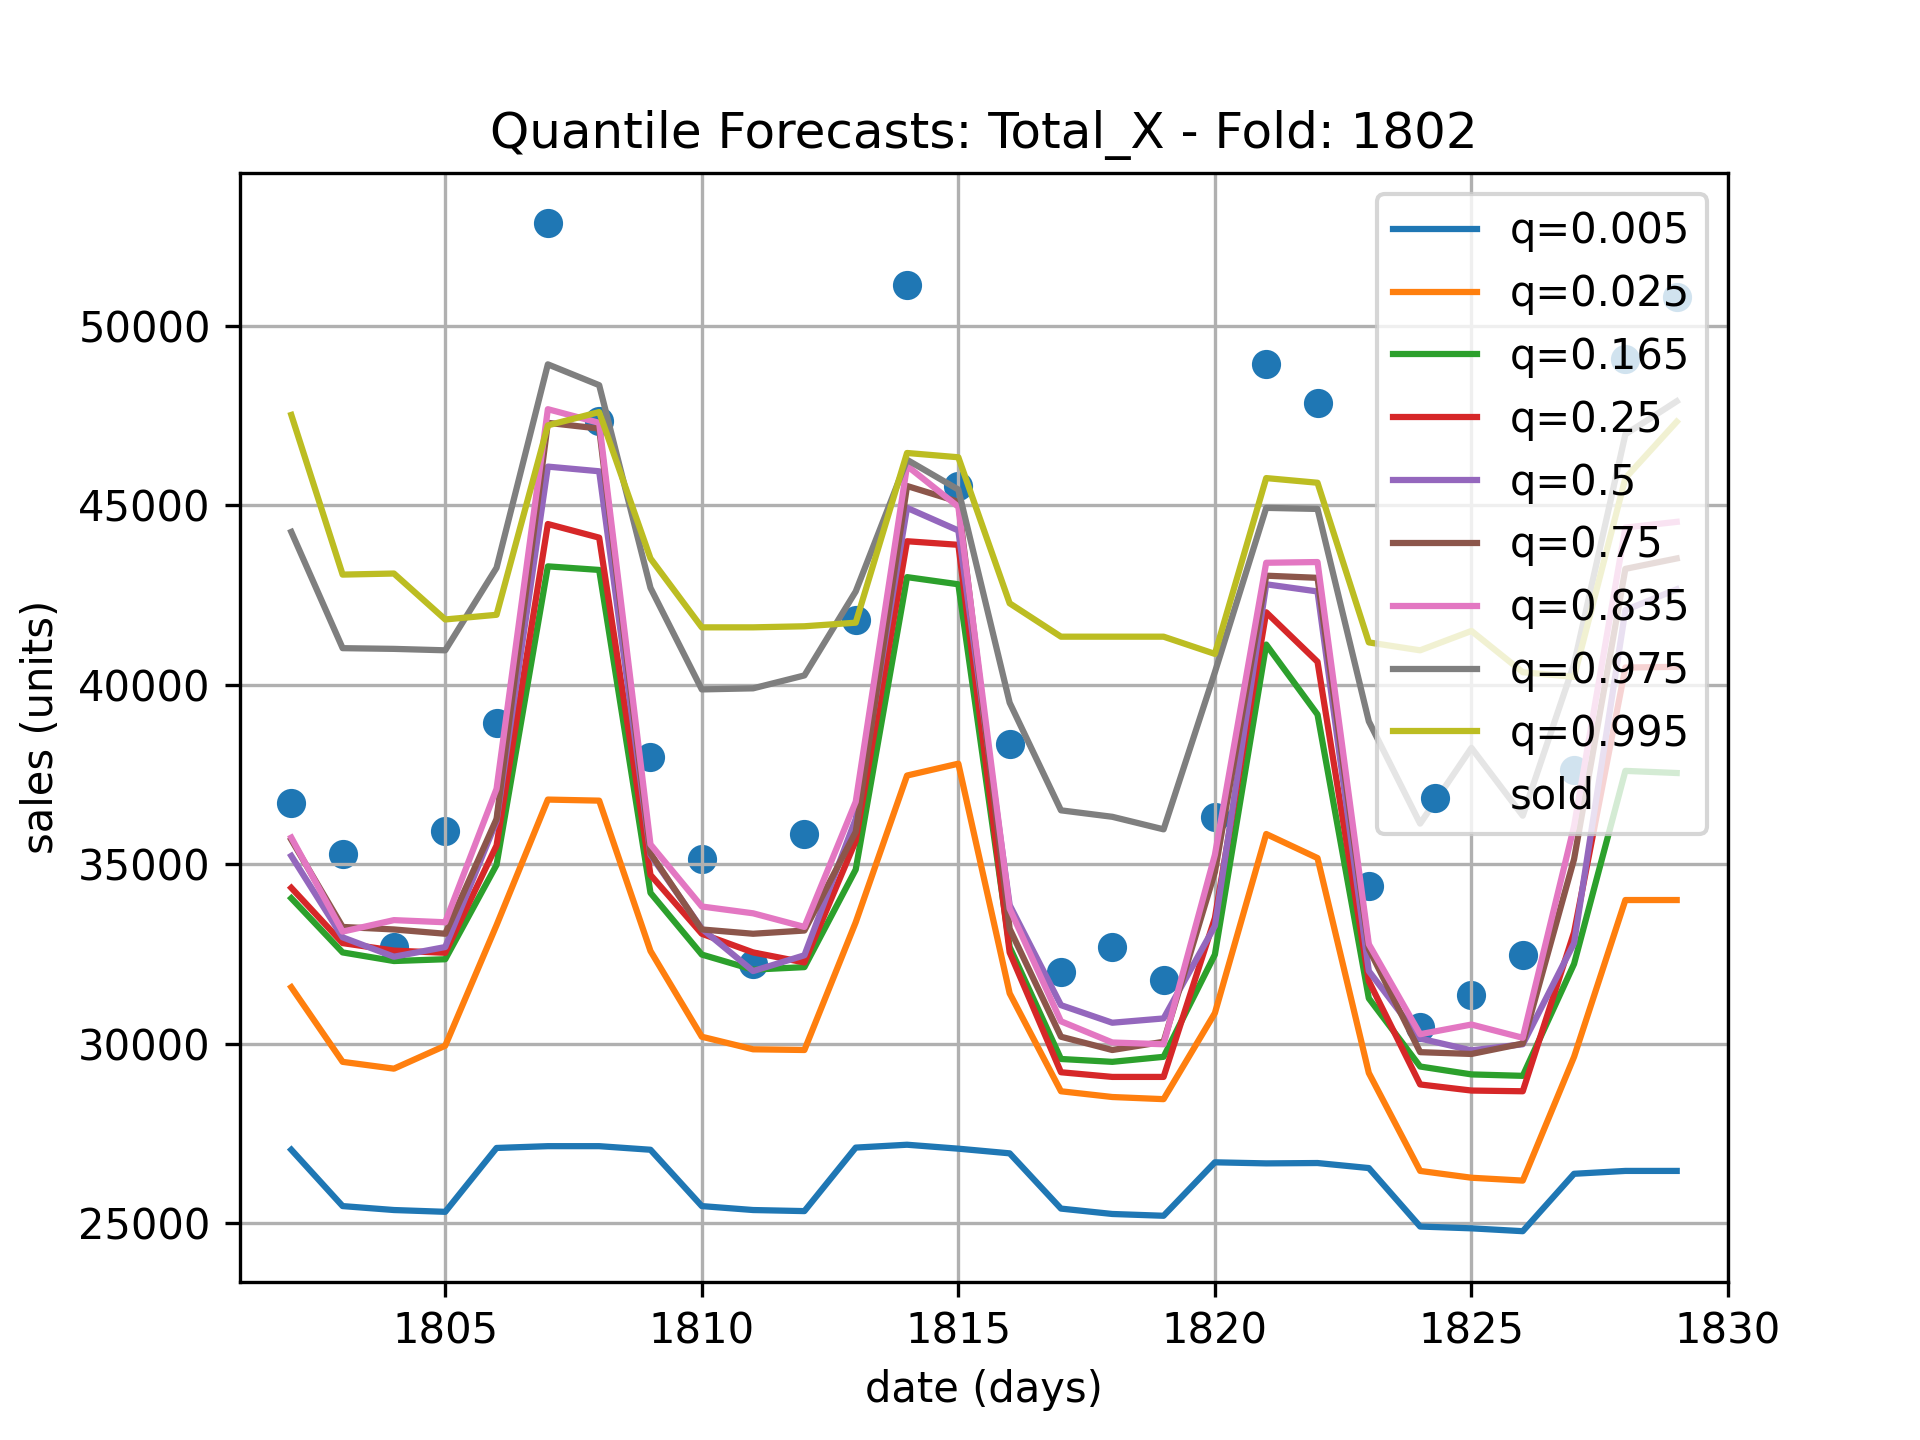 Quantile Forecasts: Total_X - Fold: 1802
sales (units)
50000
45000
40000
35000
30000
25000
q=0.005
q=0.025
q=0.165
q=0.25
q=0.5
q=0.75
q=0.835
q=0.975
q=0.995
sold
1805 1810 1815 1820 1825 1830
date (days)